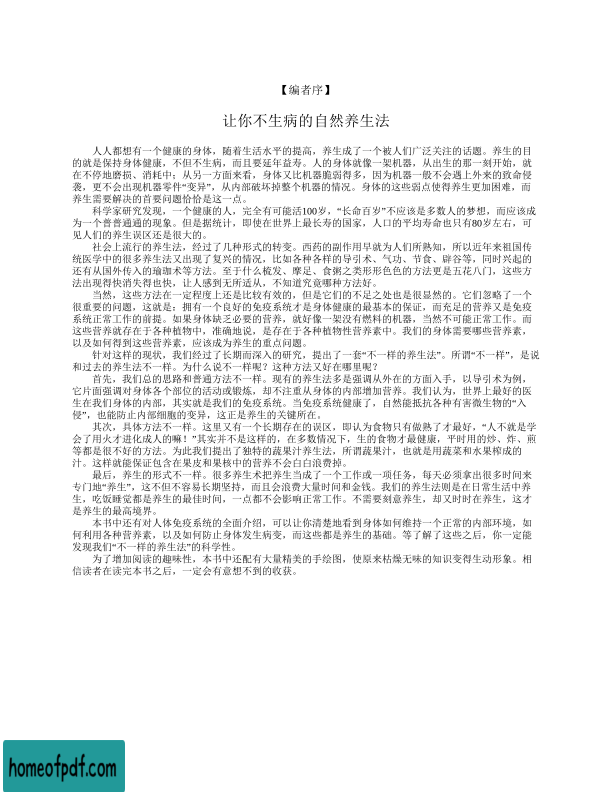 【编者序】
让你不生病的自然养生法
人人都想有一个健康的身体，随着生活水平的提高，养生成了一个被人们广泛关注的话题。养生的目
的就是保持身体健康，不但不生病，而且要延年益寿。人的身体就像一架机器，从出生的那一刻开始，就
在不停地磨损、消耗中；从另一方面来看，身体又比机器脆弱得多，因为机器一般不会遇上外来的致命侵
袭，更不会出现机器零件“变异”，从内部破坏掉整个机器的情况。身体的这些弱点使得养生更加困难，而
养生需要解决的首要问题恰恰是这一点。
科学家研究发现，一个健康的人，完全有可能活100岁，“长命百岁”不应该是多数人的梦想，而应该成
为一个普普通通的现象。但是据统计，即使在世界上最长寿的国家，人口的平均寿命也只有80岁左右，可
见人们的养生误区还是很大的。
社会上流行的养生法，经过了几种形式的转变。西药的副作用早就为人们所熟知，所以近年来祖国传
统医学中的很多养生法又出现了复兴的情况，比如各种各样的导引术、气功、节食、辟谷等，同时兴起的
还有从国外传入的瑜珈术等方法。至于什么梳发、摩足、食粥之类形形色色的方法更是五花八门，这些方
法出现得快消失得也快，让人感到无所适从，不知道究竟哪种方法好。
当然，这些方法在一定程度上还是比较有效的，但是它们的不足之处也是很显然的。它们忽略了一个
很重要的问题，这就是：拥有一个良好的免疫系统才是身体健康的最基本的保证，而充足的营养又是免疫
系统正常工作的前提。如果身体缺乏必要的营养，就好像一架没有燃料的机器，当然不可能正常工作。而
这些营养就存在于各种植物中，准确地说，是存在于各种植物性营养素中。我们的身体需要哪些营养素，
以及如何得到这些营养素，应该成为养生的重点问题。
针对这样的现状，我们经过了长期而深入的研究，提出了一套“不一样的养生法”。所谓“不一样”，是说
和过去的养生法不一样。为什么说不一样呢？这种方法又好在哪里呢？
首先，我们总的思路和普通方法不一样。现有的养生法多是强调从外在的方面入手，以导引术为例，
它片面强调对身体各个部位的活动或锻炼，却不注重从身体的内部增加营养。我们认为，世界上最好的医
生在我们身体的内部，其实就是我们的免疫系统。当免疫系统健康了，自然能抵抗各种有害微生物的“入
侵”，也能防止内部细胞的变异，这正是养生的关键所在。
其次，具体方法不一样。这里又有一个长期存在的误区，即认为食物只有做熟了才最好，“人不就是学
会了用火才进化成人的嘛！”其实并不是这样的，在多数情况下，生的食物才最健康，平时用的炒、炸、煎
等都是很不好的方法。为此我们提出了独特的蔬果汁养生法，所谓蔬果汁，也就是用蔬菜和水果榨成的
汁。这样就能保证包含在果皮和果核中的营养不会白白浪费掉。
最后，养生的形式不一样。很多养生术把养生当成了一个工作或一项任务，每天必须拿出很多时间来
专门地“养生”，这不但不容易长期坚持，而且会浪费大量时间和金钱。我们的养生法则是在日常生活中养
生，吃饭睡觉都是养生的最佳时间，一点都不会影响正常工作。不需要刻意养生，却又时时在养生，这才
是养生的最高境界。
本书中还有对人体免疫系统的全面介绍，可以让你清楚地看到身体如何维持一个正常的内部环境，如
何利用各种营养素，以及如何防止身体发生病变，而这些都是养生的基础。等了解了这些之后，你一定能
发现我们“不一样的养生法”的科学性。
为了增加阅读的趣味性，本书中还配有大量精美的手绘图，使原来枯燥无味的知识变得生动形象。相
信读者在读完本书之后，一定会有意想不到的收获。
homeofpdf.com